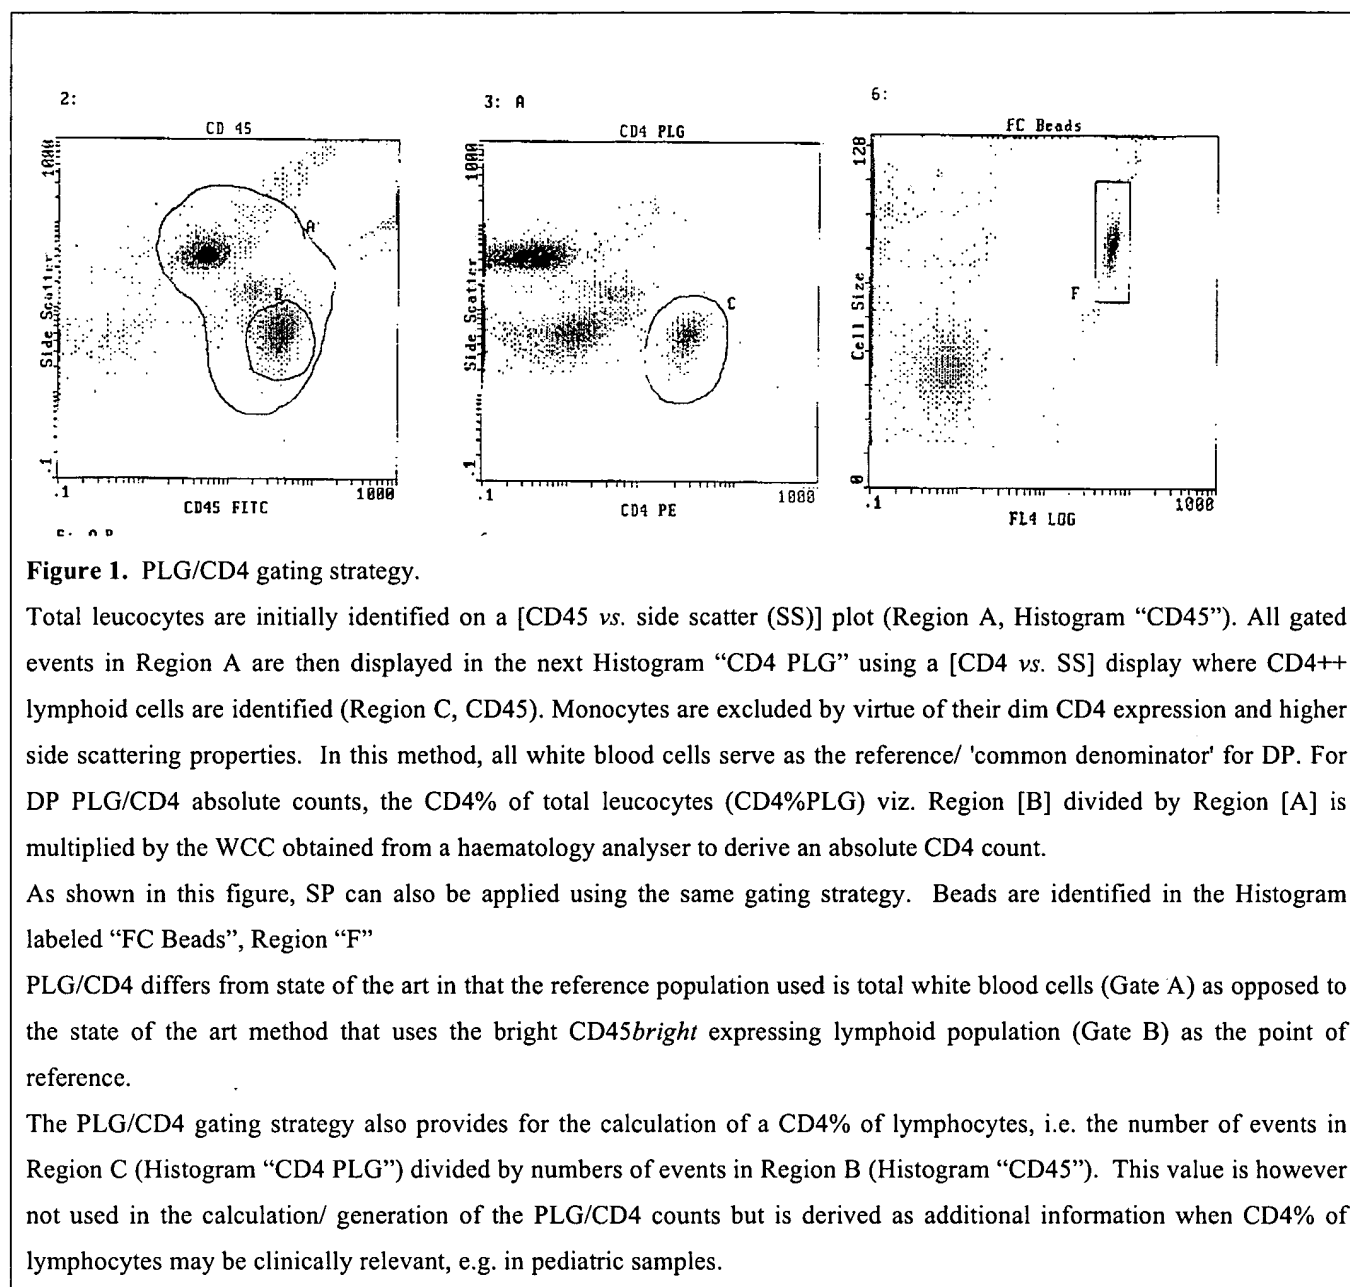 2:
3: A
6:
CD 45
CD4 PLG
FC Beads
1000
1000
128
A
B
C
F
Side Scatter
Side Scatter
Cell Size
.1
.1
0
.1
1000
.1
1000
.1
1000
CD45 FITC
CD4 PE
FL4 LOG
Figure 1. PLG/CD4 gating strategy.
Total leucocytes are initially identified on a [CD45 vs. side scatter (SS)] plot (Region A, Histogram “CD45”). All gated
events in Region A are then displayed in the next Histogram “CD4 PLG” using a [CD4 vs. SS] display where CD4++
lymphoid cells are identified (Region C, CD45). Monocytes are excluded by virtue of their dim CD4 expression and higher
side scattering properties. In this method, all white blood cells serve as the reference/ 'common denominator' for DP. For
DP PLG/CD4 absolute counts, the CD4% of total leucocytes (CD4%PLG) viz. Region [B] divided by Region [A] is
multiplied by the WCC obtained from a haematology analyser to derive an absolute CD4 count.
As shown in this figure, SP can also be applied using the same gating strategy. Beads are identified in the Histogram
labeled “FC Beads”, Region “F”
PLG/CD4 differs from state of the art in that the reference population used is total white blood cells (Gate A) as opposed to
the state of the art method that uses the bright CD45bright expressing lymphoid population (Gate B) as the point of
reference.
The PLG/CD4 gating strategy also provides for the calculation of a CD4% of lymphocytes, i.e. the number of events in
Region C (Histogram “CD4 PLG”) divided by numbers of events in Region B (Histogram “CD45”). This value is however
not used in the calculation/ generation of the PLG/CD4 counts but is derived as additional information when CD4% of
lymphocytes may be clinically relevant, e.g. in pediatric samples.